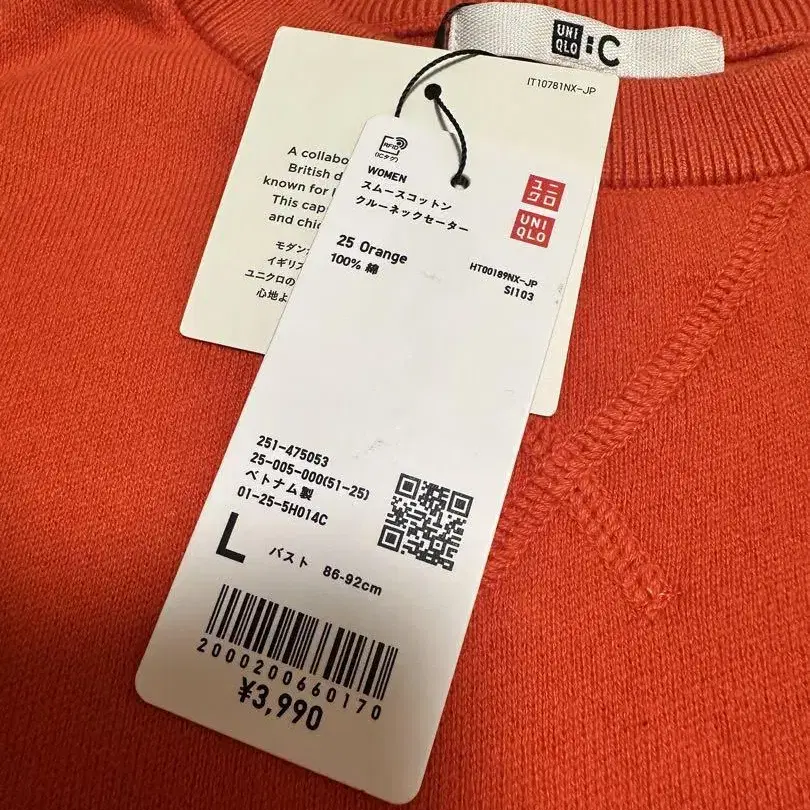 UNI
QLO
:C
IT10781NX-JP
A collabo
British d
known for
This cap
and chic
モダン
イギリス
ユニクロの
心地よ
RFID
(ICタグ)
WOMEN
スムースコットン
クルーネックセーター
25 Orange
100% 綿
ユニ
クロ
UNI
QLO
HT00189NX-JP
SI103
251-475053
25-005-000(51-25)
ベトナム製
01-25-5H014C
L バスト 86-92cm
2000200660170
¥3,990